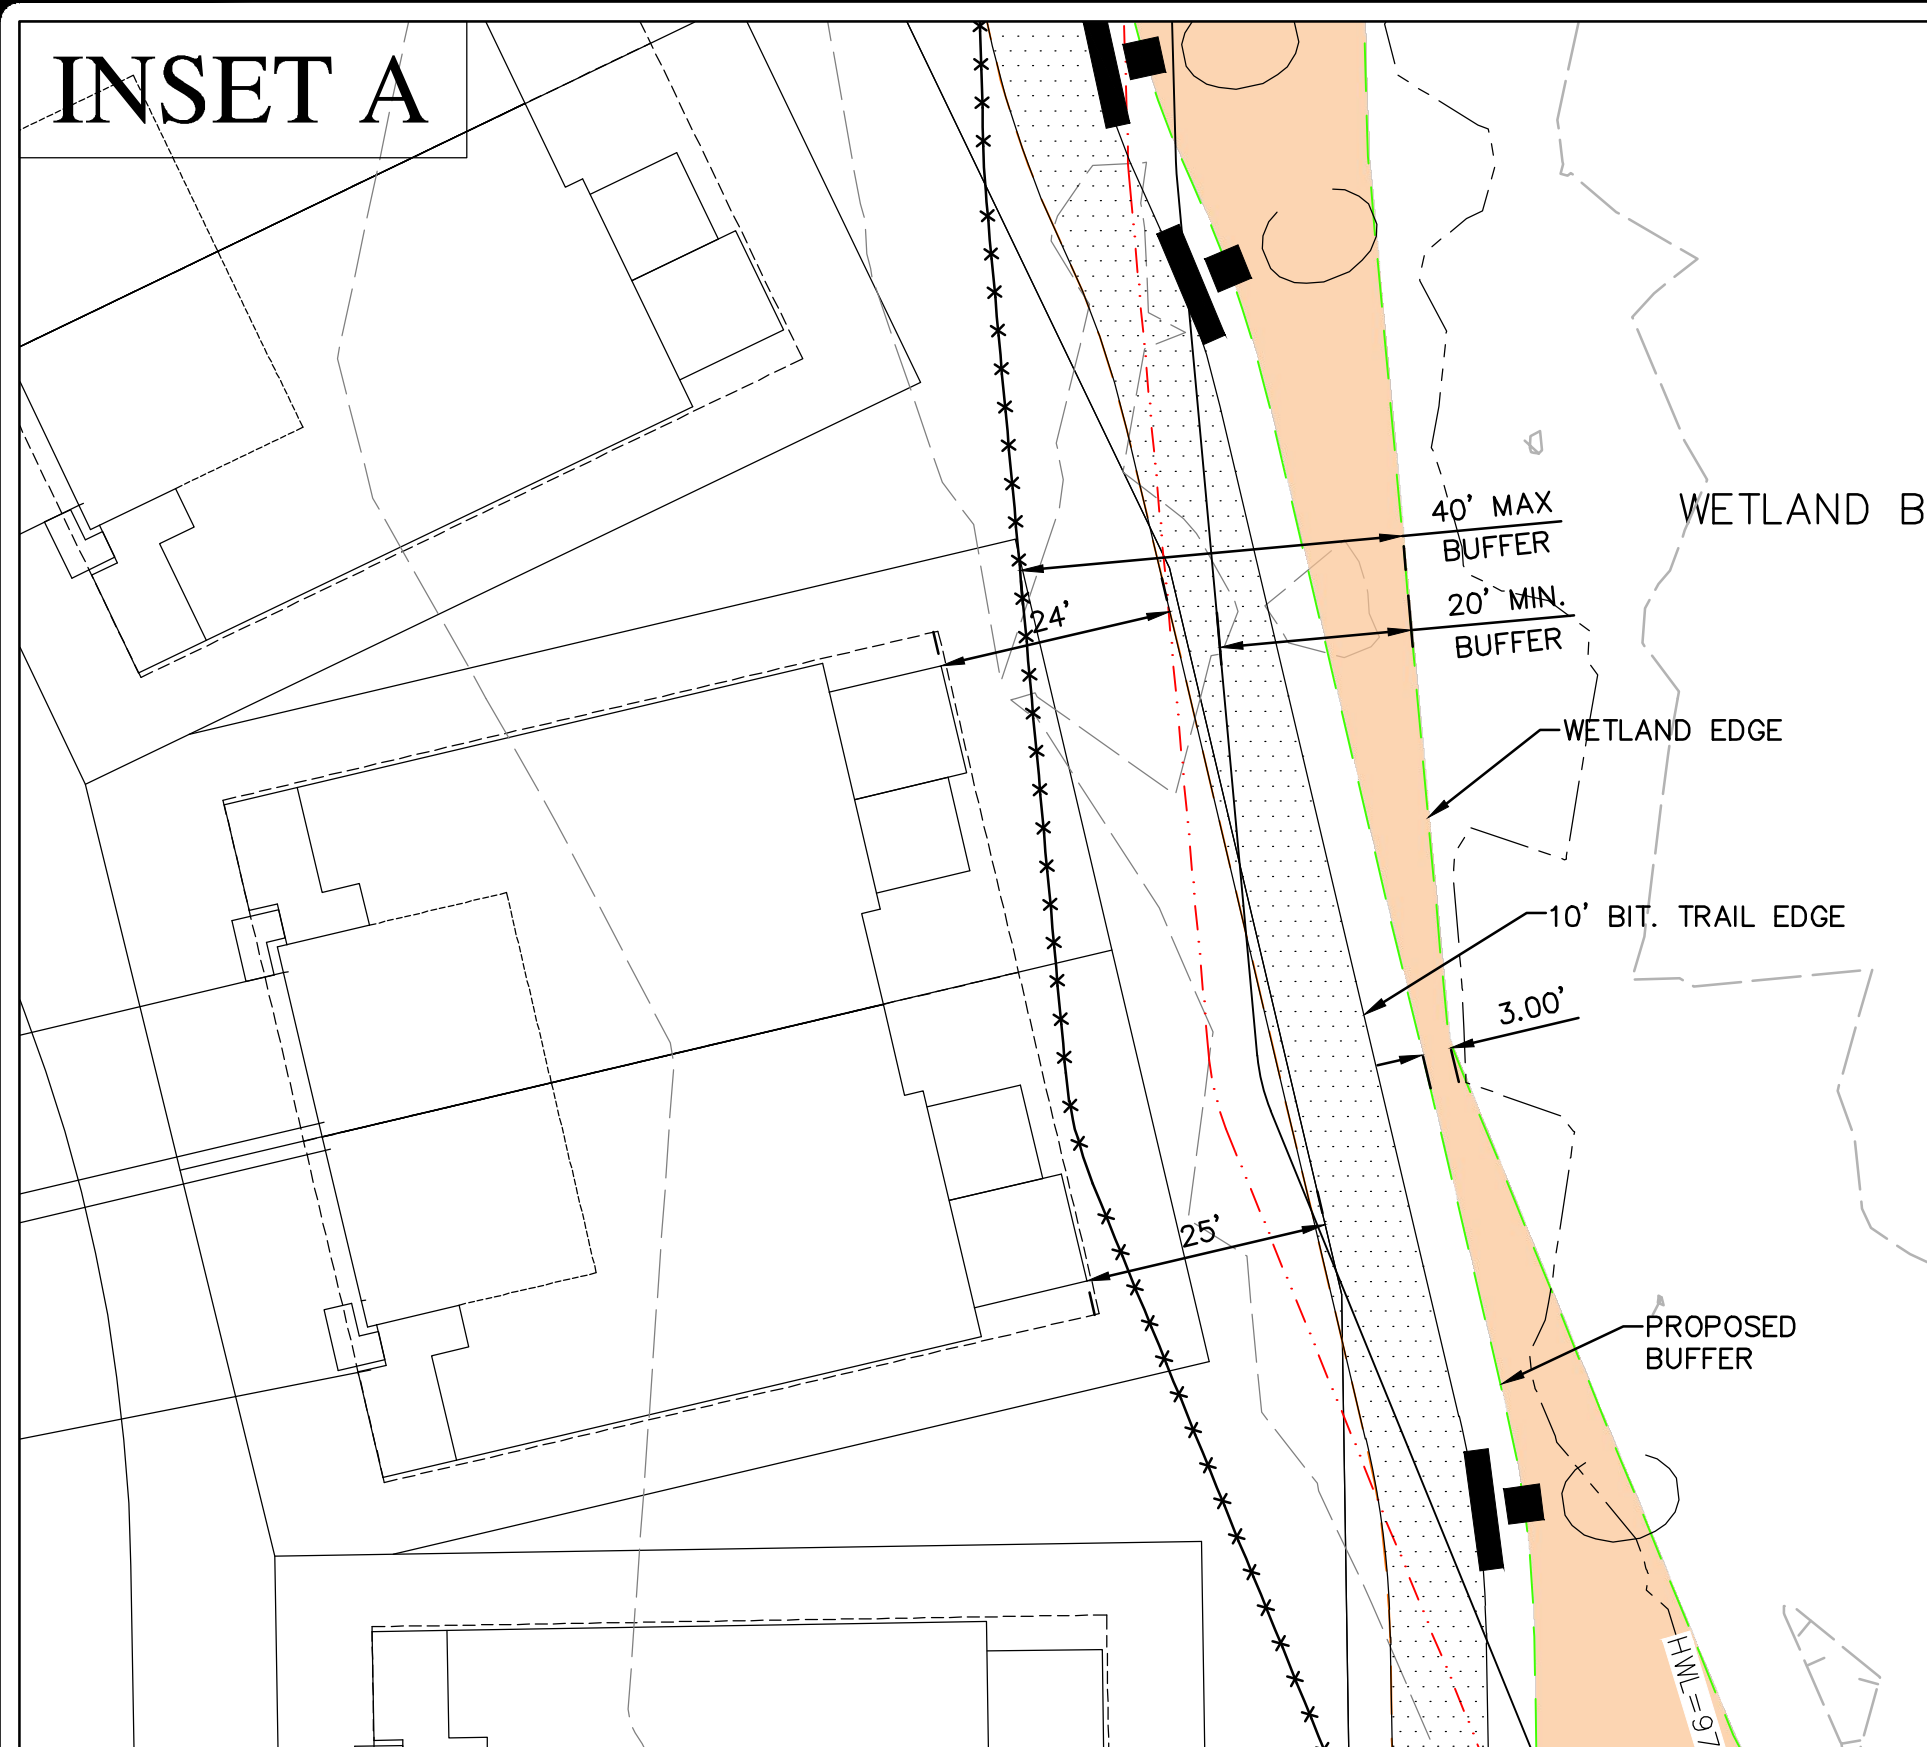 INSET A
40' MAX
BUFFER
WETLAND B
24'
20' MIN.
BUFFER
WETLAND EDGE
10' BIT. TRAIL EDGE
3.00'
25'
PROPOSED
BUFFER
HWL=97